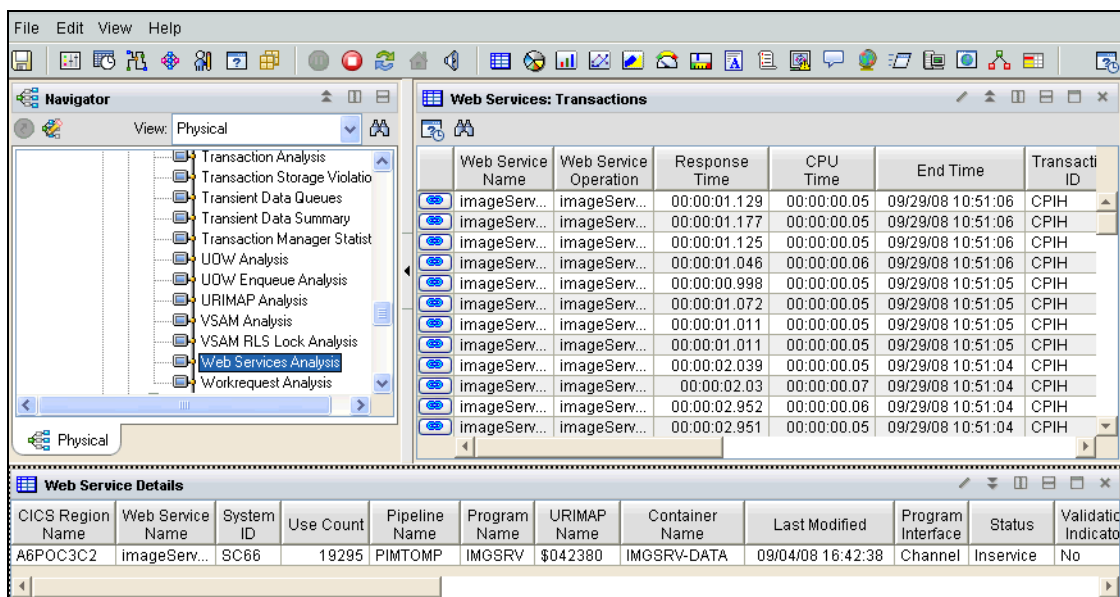 File Edit View Help
Navigator
View: Physical
Transaction Analysis
Transaction Storage Violatio
Transient Data Queues
Transient Data Summary
Transaction Manager Statist
UOW Analysis
UOW Enqueue Analysis
URIMAP Analysis
VSAM Analysis
VSAM RLS Lock Analysis
Web Services Analysis
Workrequest Analysis
Physical
Web Services: Transactions
Web Service Name Web Service Operation Response Time CPU Time End Time Transacti ID
imageServ... imageServ... 00:00:01.129 00:00:00.05 09/29/08 10:51:06 CPIH
imageServ... imageServ... 00:00:01.177 00:00:00.05 09/29/08 10:51:06 CPIH
imageServ... imageServ... 00:00:01.125 00:00:00.05 09/29/08 10:51:06 CPIH
imageServ... imageServ... 00:00:01.046 00:00:00.06 09/29/08 10:51:06 CPIH
imageServ... imageServ... 00:00:00.998 00:00:00.05 09/29/08 10:51:05 CPIH
imageServ... imageServ... 00:00:01.072 00:00:00.05 09/29/08 10:51:05 CPIH
imageServ... imageServ... 00:00:01.011 00:00:00.05 09/29/08 10:51:05 CPIH
imageServ... imageServ... 00:00:01.011 00:00:00.05 09/29/08 10:51:05 CPIH
imageServ... imageServ... 00:00:02.039 00:00:00.05 09/29/08 10:51:04 CPIH
imageServ... imageServ... 00:00:02.03 00:00:00.07 09/29/08 10:51:04 CPIH
imageServ... imageServ... 00:00:02.952 00:00:00.06 09/29/08 10:51:04 CPIH
imageServ... imageServ... 00:00:02.951 00:00:00.05 09/29/08 10:51:04 CPIH
Web Service Details
CICS Region Name Web Service Name System ID Use Count Pipeline Name Program Name URIMAP Name Container Name Last Modified Program Interface Status Validatio Indicato
A6POC3C2 imageServ... SC66 19295 PIMTOMP IMGSRV $042380 IMGSRV-DATA 09/04/08 16:42:38 Channel Inservice No